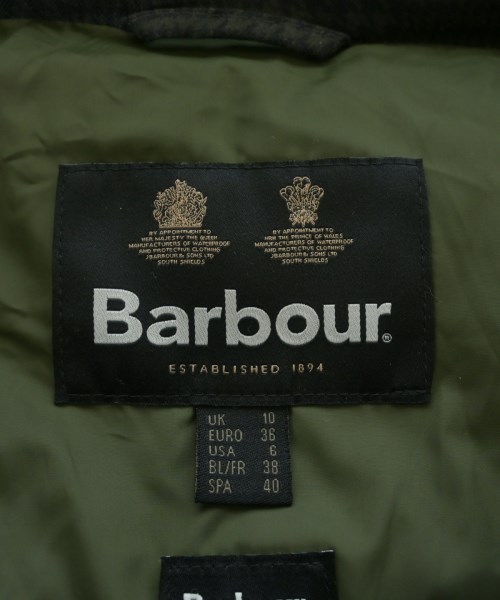 BY APPOINTMENT TO
HER MAJESTY THE QUEEN
MANUFACTURERS OF WATERPROOF
AND PROTECTIVE CLOTHING
J.BARBOUR & SONS LTD
SOUTH SHIELDS
BY APPOINTMENT TO
HRH THE PRINCE OF WALES
MANUFACTURERS OF WATERPROOF
AND PROTECTIVE CLOTHING
J.BARBOUR & SONS LTD
SOUTH SHIELDS
Barbour®
ESTABLISHED 1894
UK 10
EURO 36
USA 6
BL/FR 38
SPA 40
Barbour